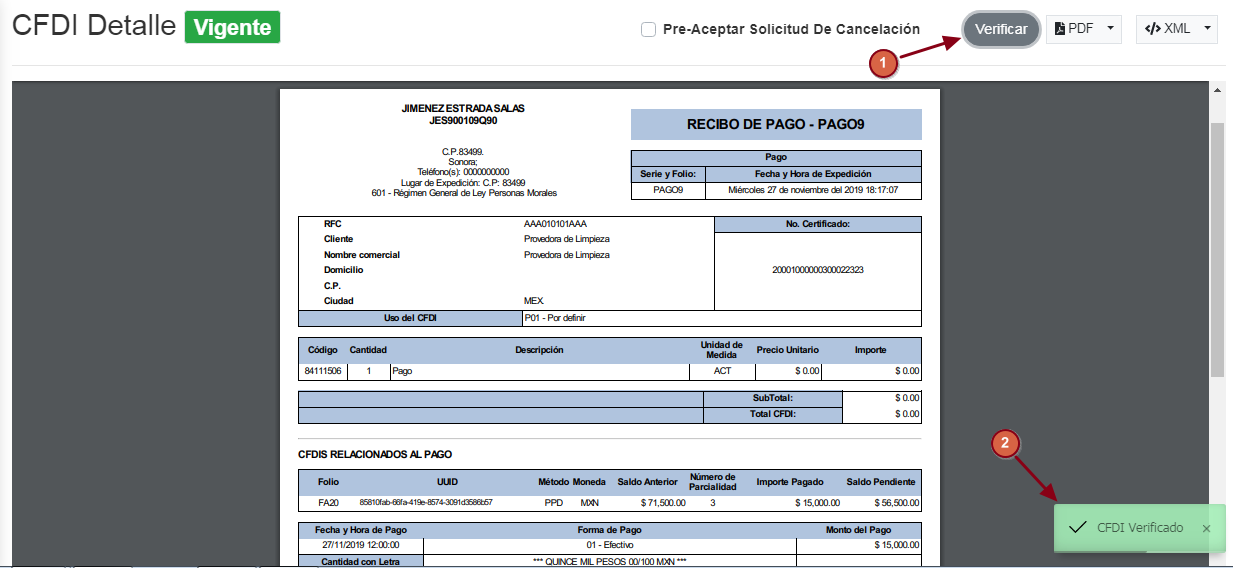 CFDI Detalle Vigente
Pre-Aceptar Solicitud De Cancelación Verificar PDF </> XML
1
JIMENEZ ESTRADA SALAS
JES900109Q90
RECIBO DE PAGO - PAGO9
C.P.83499.
Sonora;
Teléfono(s): 0000000000
Lugar de Expedición: C.P: 83499
601 - Régimen General de Ley Personas Morales
Pago
Serie y Folio: Fecha y Hora de Expedición
PAGO9 Miércoles 27 de noviembre del 2019 18:17:07
RFC AAA010101AAA
Cliente Provedora de Limpieza
Nombre comercial Provedora de Limpieza
Domicilio
C.P.
Ciudad MEX.
Uso del CFDI P01 - Por definir
No. Certificado:
20001000000300022323
Código Cantidad Descripción Unidad de Medida Precio Unitario Importe
84111506 1 Pago ACT $ 0.00 $ 0.00
SubTotal: $ 0.00
Total CFDI: $ 0.00
CFDIS RELACIONADOS AL PAGO
Folio UUID Método Moneda Saldo Anterior Número de Parcialidad Importe Pagado Saldo Pendiente
FA20 85810fab-66fa-419e-8574-3091d3586b57 PPD MXN $ 71,500.00 3 $ 15,000.00 $ 56,500.00
Fecha y Hora de Pago Forma de Pago Monto del Pago
27/11/2019 12:00:00 01 - Efectivo $ 15,000.00
Cantidad con Letra *** QUINCE MIL PESOS 00/100 MXN ***
2
CFDI Verificado ×